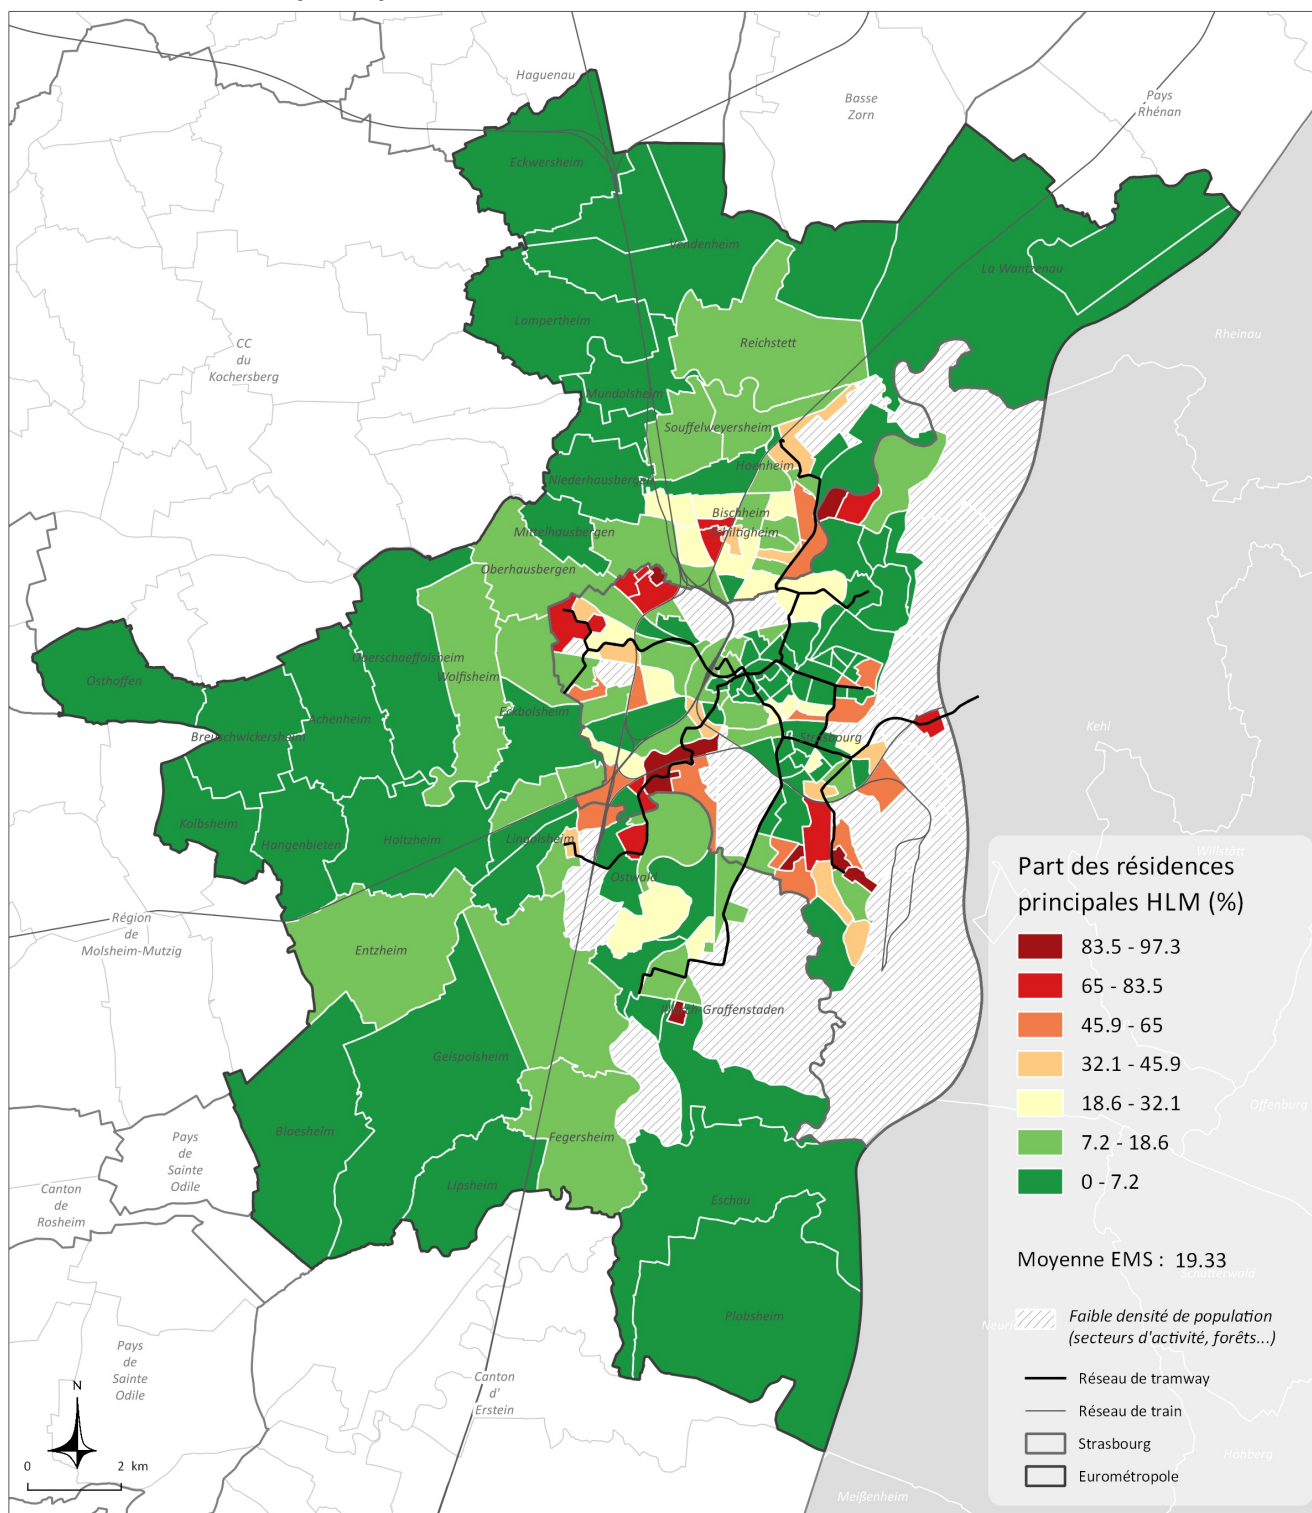 Haguenau
Basse
Zorn
Pays
Rhénan
Eckwersheim
Vendenheim
La Wantzenau
Lampertheim
Rheinau
CC
du
Kochersberg
Reichstett
Mundolsheim
Souffelweyersheim
Hoenheim
Niederhausbergen
Bischheim
Schiltigheim
Mittelhausbergen
Oberhausbergen
Oberschaeffolsheim
Wolfisheim
Osthoffen
Eckbolsheim
Achenheim
Breuschwickersheim
Strasbourg
Kehl
Kolbsheim
Hangenbieten
Holtzheim
Lingolsheim
Willstätt
Ostwald
Région
de
Molsheim-Mutzig
Entzheim
Illkirch-Graffenstaden
Geispolsheim
Offenburg
Blaesheim
Fegersheim
Pays
de
Sainte
Odile
Canton
de
Rosheim
Lipsheim
Eschau
Plobsheim
Pays
de
Sainte
Odile
Canton
d'
Erstein
Meißenheim
Part des résidences
principales HLM (%)
83.5 - 97.3
65 - 83.5
45.9 - 65
32.1 - 45.9
18.6 - 32.1
7.2 - 18.6
0 - 7.2
Moyenne EMS : 19.33
Schutterwald
Faible densité de population
(secteurs d'activité, forêts...)
Réseau de tramway
Réseau de train
Strasbourg
Hohberg
Eurométropole
N
0 2 km